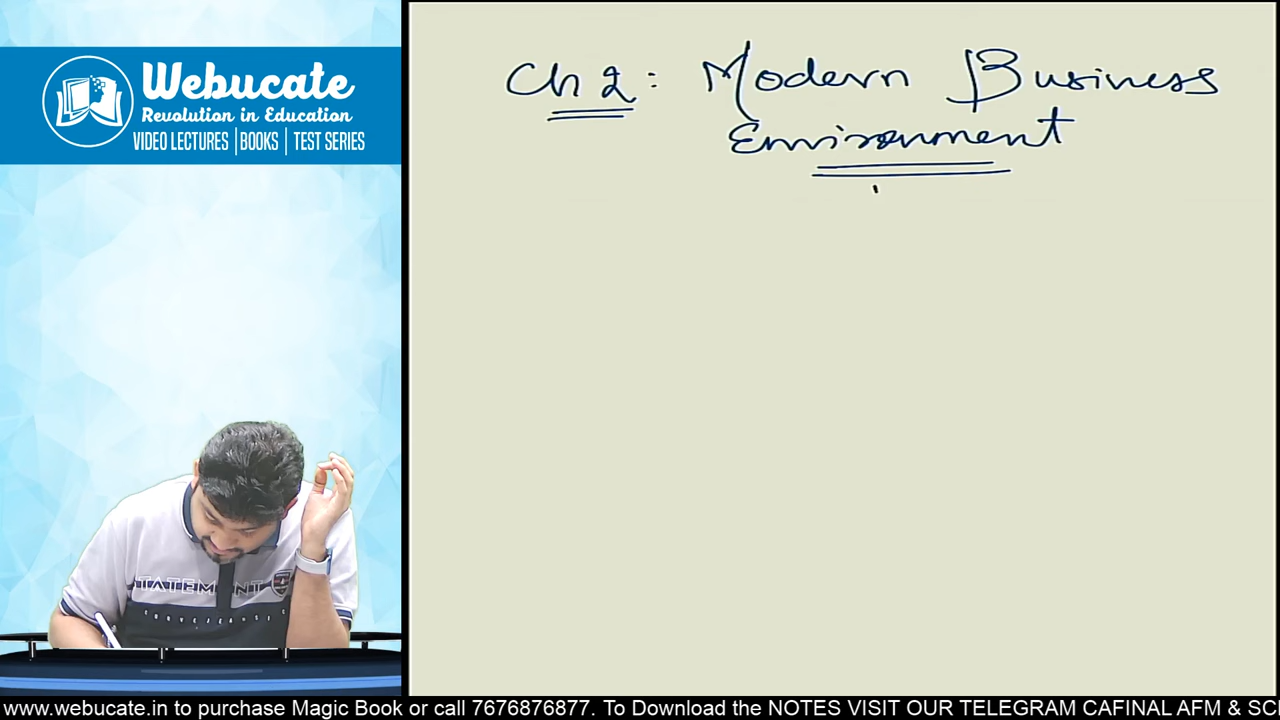 Webucate
Revolution in Education
VIDEO LECTURES | BOOKS | TEST SERIES
Ch 2 : Modern Business
Environment
www.webucate.in to purchase Magic Book or call 7676876877. To Download the NOTES VISIT OUR TELEGRAM CAFINAL AFM & SC